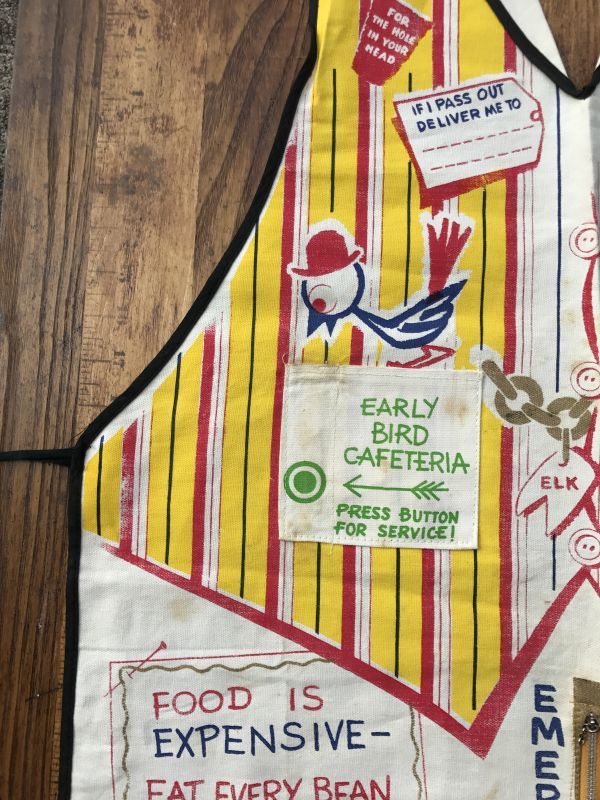 FOR
THE HOLE
IN YOUR
HEAD
IF I PASS OUT
DELIVER ME TO
EARLY
BIRD
CAFETERIA
PRESS BUTTON
FOR SERVICE!
ELK
FOOD IS
EXPENSIVE-
EAT EVERY BEAN
E
M
E